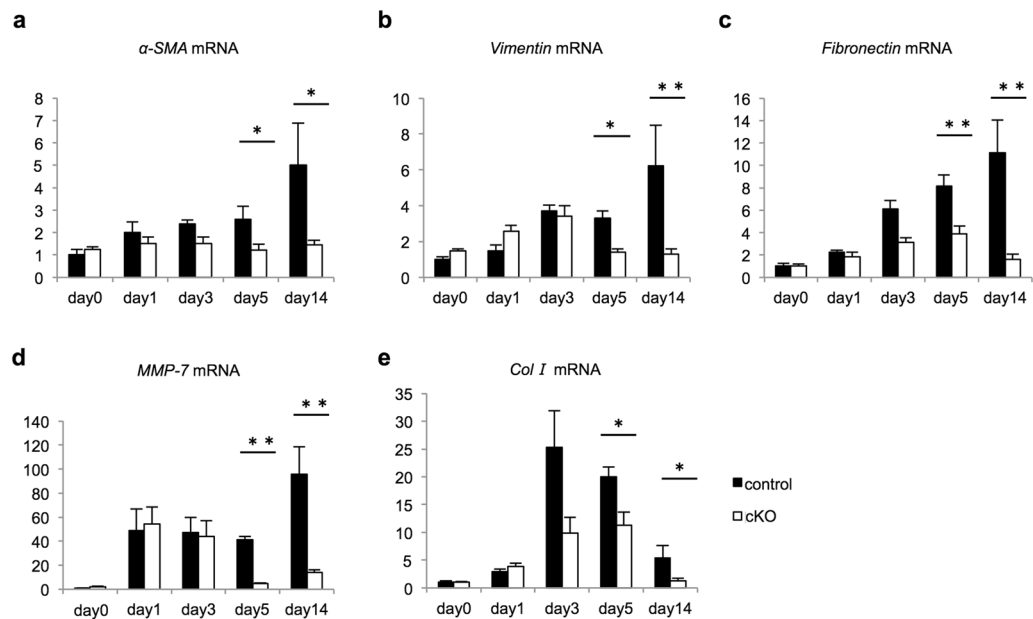 a
α-SMA mRNA
8
7
6
5
4
3
2
1
0
*
*
day0 day1 day3 day5 day14
b
Vimentin mRNA
10
8
6
4
2
0
*
* *
day0 day1 day3 day5 day14
c
Fibronectin mRNA
16
14
12
10
8
6
4
2
0
* *
* *
day0 day1 day3 day5 day14
d
MMP-7 mRNA
140
120
100
80
60
40
20
0
* *
* *
day0 day1 day3 day5 day14
e
Col I mRNA
35
30
25
20
15
10
5
0
*
*
day0 day1 day3 day5 day14
control
cKO